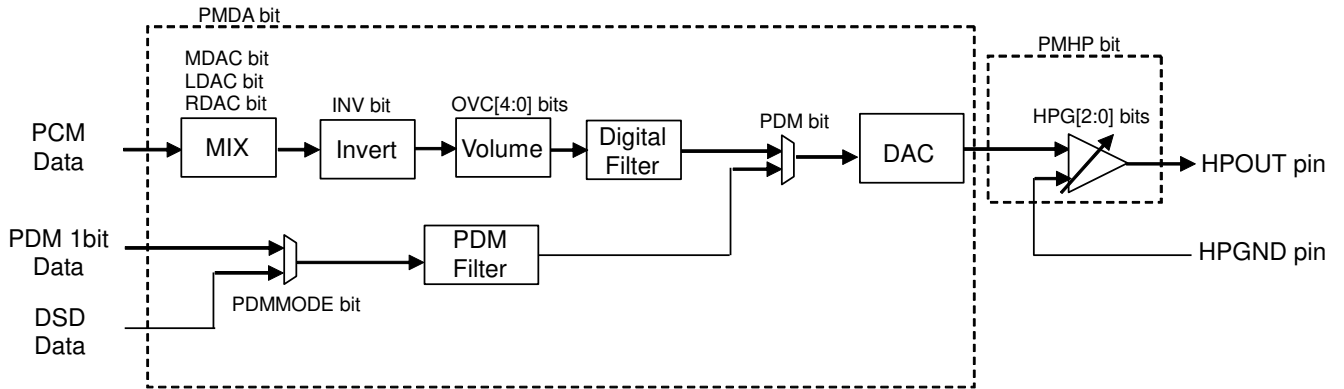 PMDA bit
PMHP bit
MDAC bit
LDAC bit
RDAC bit
INV bit
OVC[4:0] bits
PDM bit
HPG[2:0] bits
PCM
Data
MIX
Invert
Volume
Digital
Filter
DAC
HPOUT pin
PDM 1bit
Data
PDM
Filter
HPGND pin
PDMMODE bit
DSD
Data